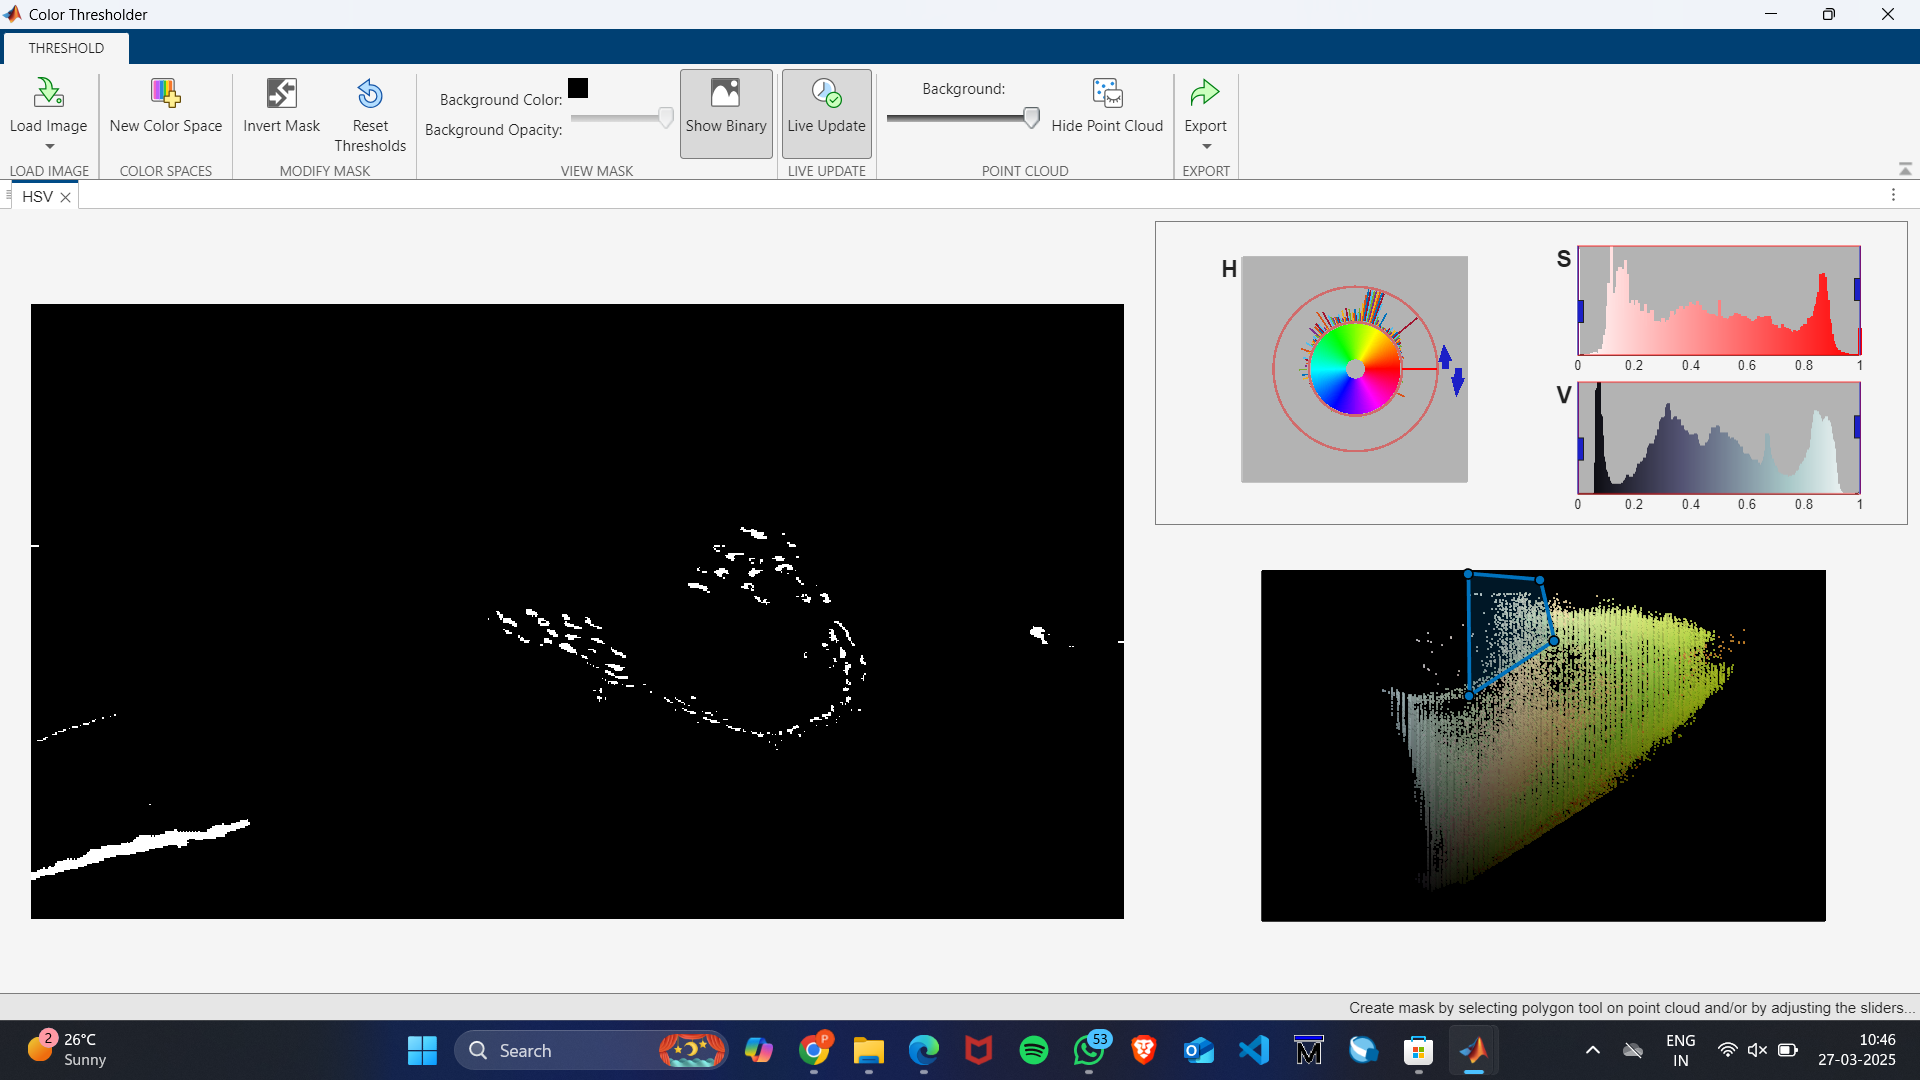 Color Thresholder
THRESHOLD
Load Image
New Color Space
Invert Mask
Reset
Thresholds
Background Color:
Background Opacity:
Show Binary
Live Update
Background:
Hide Point Cloud
Export
LOAD IMAGE
COLOR SPACES
MODIFY MASK
VIEW MASK
LIVE UPDATE
POINT CLOUD
EXPORT
HSV
H
S
0 0.2 0.4 0.6 0.8 1
V
0 0.2 0.4 0.6 0.8 1
Create mask by selecting polygon tool on point cloud and/or by adjusting the sliders...
2
26°C
Sunny
Search
P
53
M
ENG
IN
10:46
27-03-2025